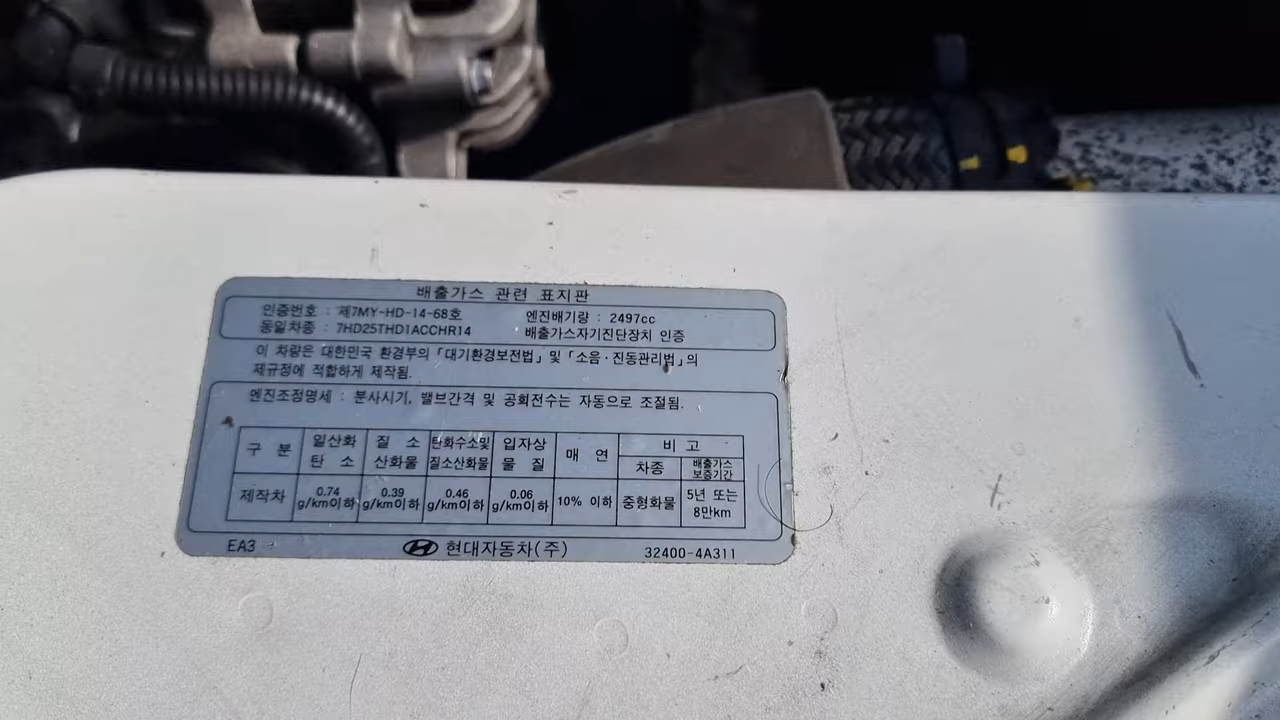 배출가스 관련 표지판
인증번호 : 제7MY-HD-14-68호 엔진배기량 : 2497cc
동일차종 : 7HD25THD1ACCHR14 배출가스자기진단장치 인증
이 차량은 대한민국 환경부의 「대기환경보전법」 및 「소음·진동관리법」의
제규정에 적합하게 제작됨.
엔진조정명세 : 분사시기, 밸브간격 및 공회전수는 자동으로 조절됨.
구 분 일산화 탄 소 질 소 산화물 탄화수소및 질소산화물 입자상 물 질 매 연 비 고
차종 배출가스 보증기간
제작차 0.74 g/km이하 0.39 g/km이하 0.46 g/km이하 0.06 g/km이하 10% 이하 중형화물 5년 또는 8만km
EA3 현대자동차(주) 32400-4A311